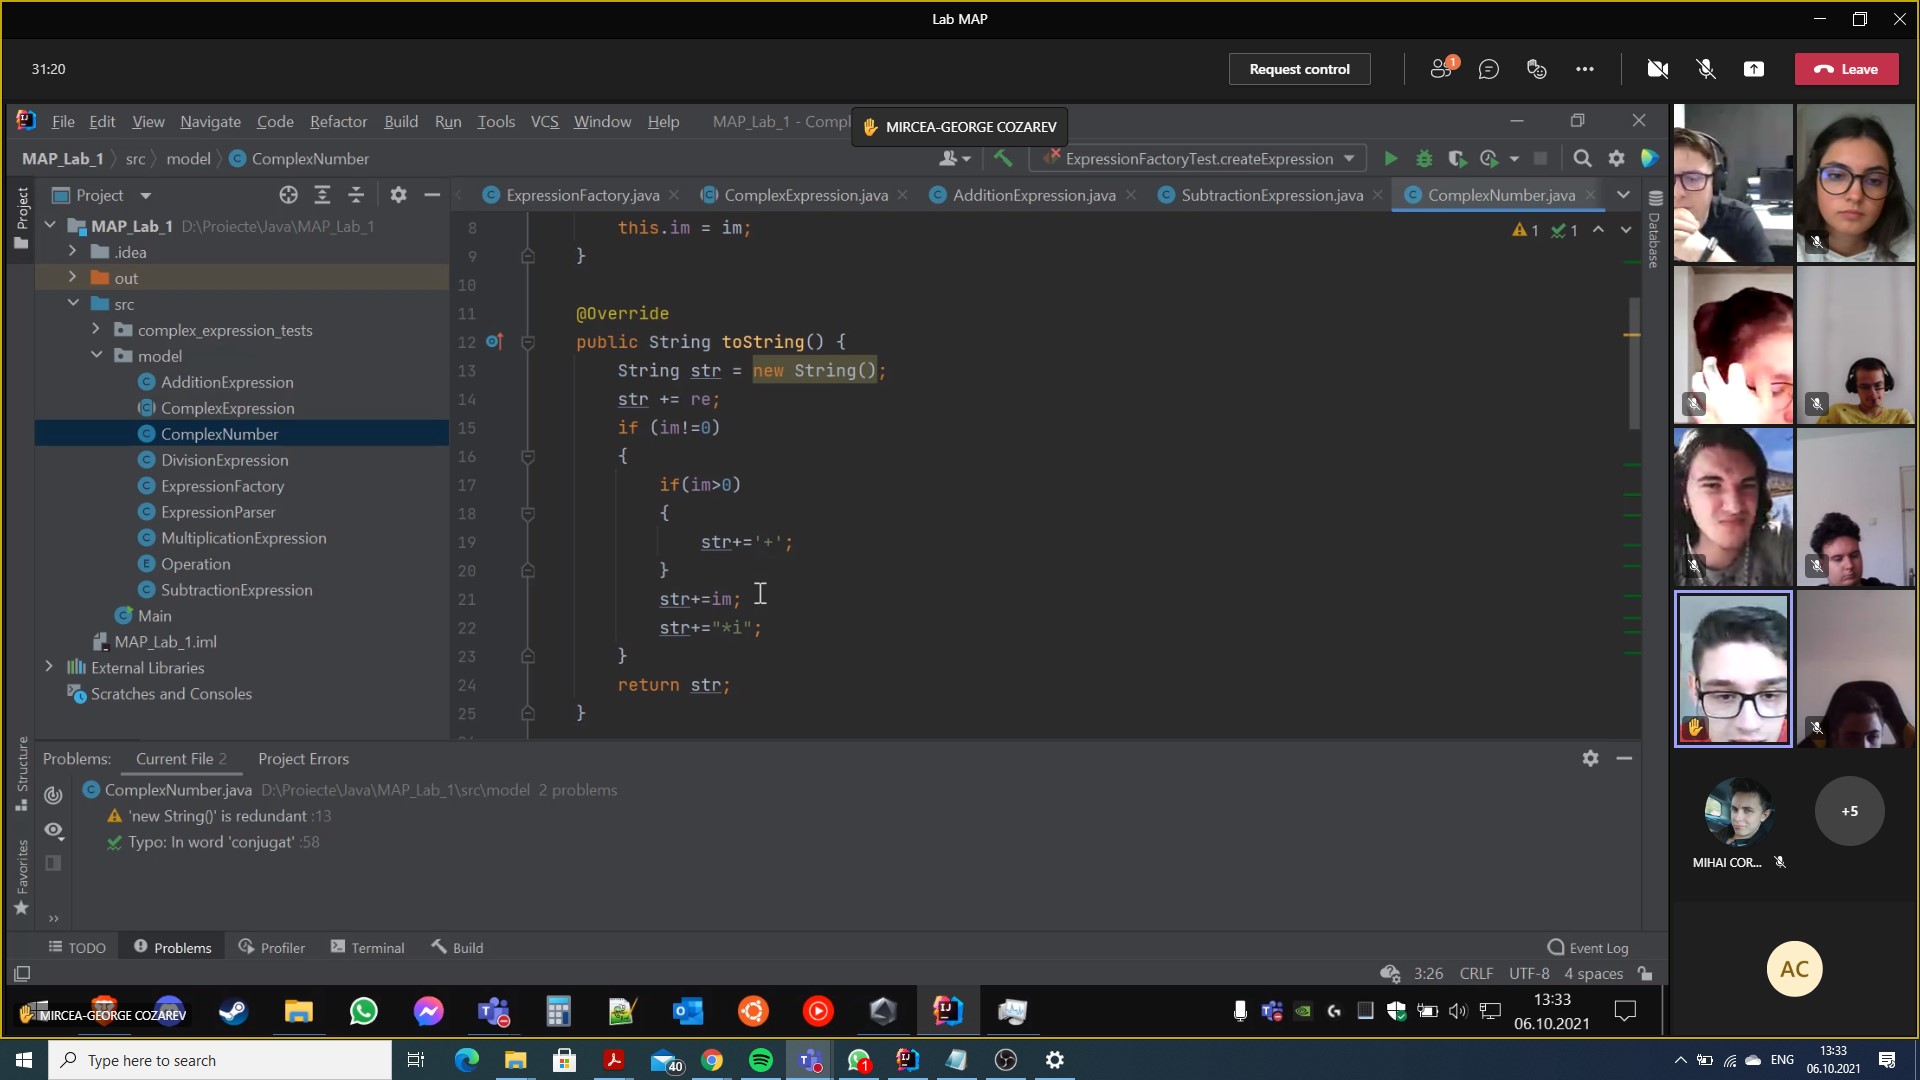 Lab MAP
31:20
Request control
1
Leave
File Edit View Navigate Code Refactor Build Run Tools VCS Window Help MAP_Lab_1 - Compl
MIRCEA-GEORGE COZAREV
MAP_Lab_1 src model ComplexNumber
ExpressionFactoryTest.createExpression
Project
ExpressionFactory.java ComplexExpression.java AdditionExpression.java SubtractionExpression.java ComplexNumber.java
Project
Structure
Favorites
Database
MAP_Lab_1 D:\Proiecte\Java\MAP_Lab_1
.idea
out
src
complex_expression_tests
model
AdditionExpression
ComplexExpression
ComplexNumber
DivisionExpression
ExpressionFactory
ExpressionParser
MultiplicationExpression
Operation
SubtractionExpression
Main
MAP_Lab_1.iml
External Libraries
Scratches and Consoles
1 1
8 this.im = im;
9 }
10
11 @Override
12 public String toString() {
13 String str = new String();
14 str += re;
15 if (im!=0)
16 {
17 if(im>0)
18 {
19 str+='+';
20 }
21 str+=im;
22 str+="*i";
23 }
24 return str;
25 }
Problems: Current File 2 Project Errors
ComplexNumber.java D:\Proiecte\Java\MAP_Lab_1\src\model 2 problems
'new String()' is redundant :13
Typo: In word 'conjugat' :58
TODO Problems Profiler Terminal Build Event Log
3:26 CRLF UTF-8 4 spaces
MIRCEA-GEORGE COZAREV
13:33
06.10.2021
MIHAI COR...
+5
AC
Type here to search
40
1
ENG
13:33
06.10.2021